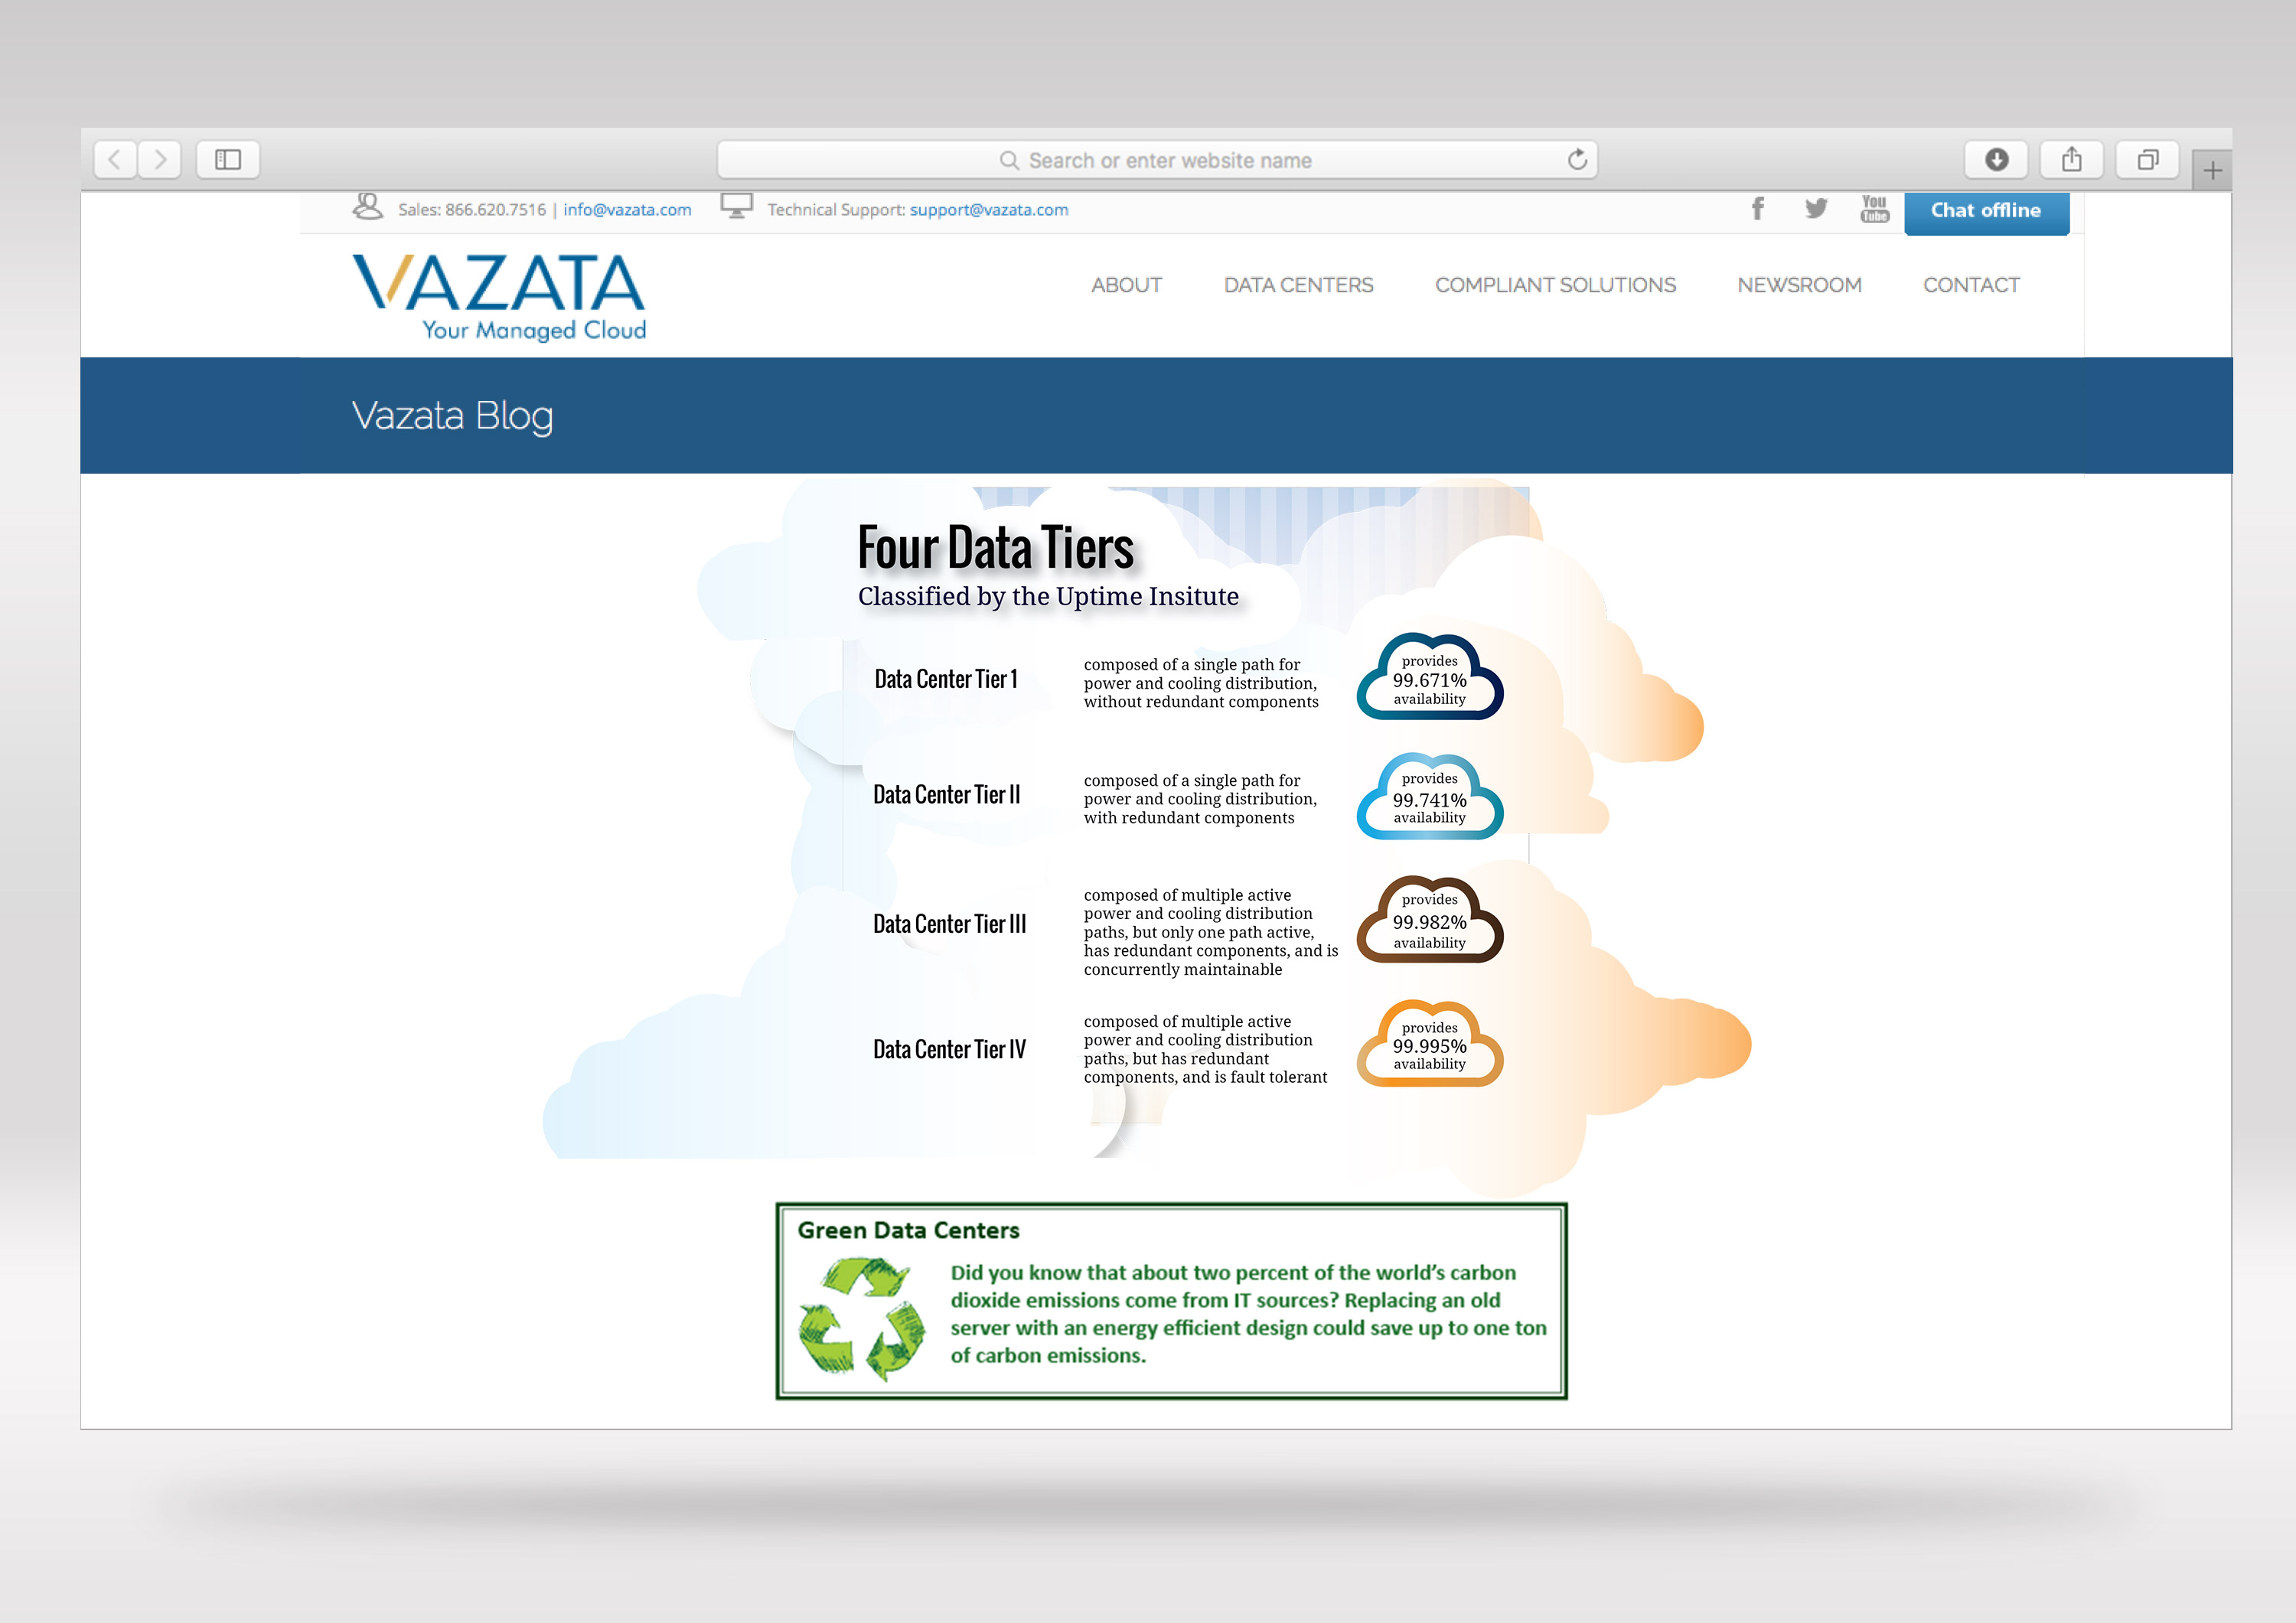 Search or enter website name
Sales: 866.620.7516 | info@vazata.com
Technical Support: support@vazata.com
You
Tube
Chat offline
VAZATA
Your Managed Cloud
ABOUT
DATA CENTERS
COMPLIANT SOLUTIONS
NEWSROOM
CONTACT
Vazata Blog
Four Data Tiers
Classified by the Uptime Insitute
Data Center Tier 1
composed of a single path for
power and cooling distribution,
without redundant components
provides
99.671%
availability
Data Center Tier II
composed of a single path for
power and cooling distribution,
with redundant components
provides
99.741%
availability
Data Center Tier III
composed of multiple active
power and cooling distribution
paths, but only one path active,
has redundant components, and is
concurrently maintainable
provides
99.982%
availability
Data Center Tier IV
composed of multiple active
power and cooling distribution
paths, but has redundant
components, and is fault tolerant
provides
99.995%
availability
Green Data Centers
Did you know that about two percent of the world’s carbon
dioxide emissions come from IT sources? Replacing an old
server with an energy efficient design could save up to one ton
of carbon emissions.